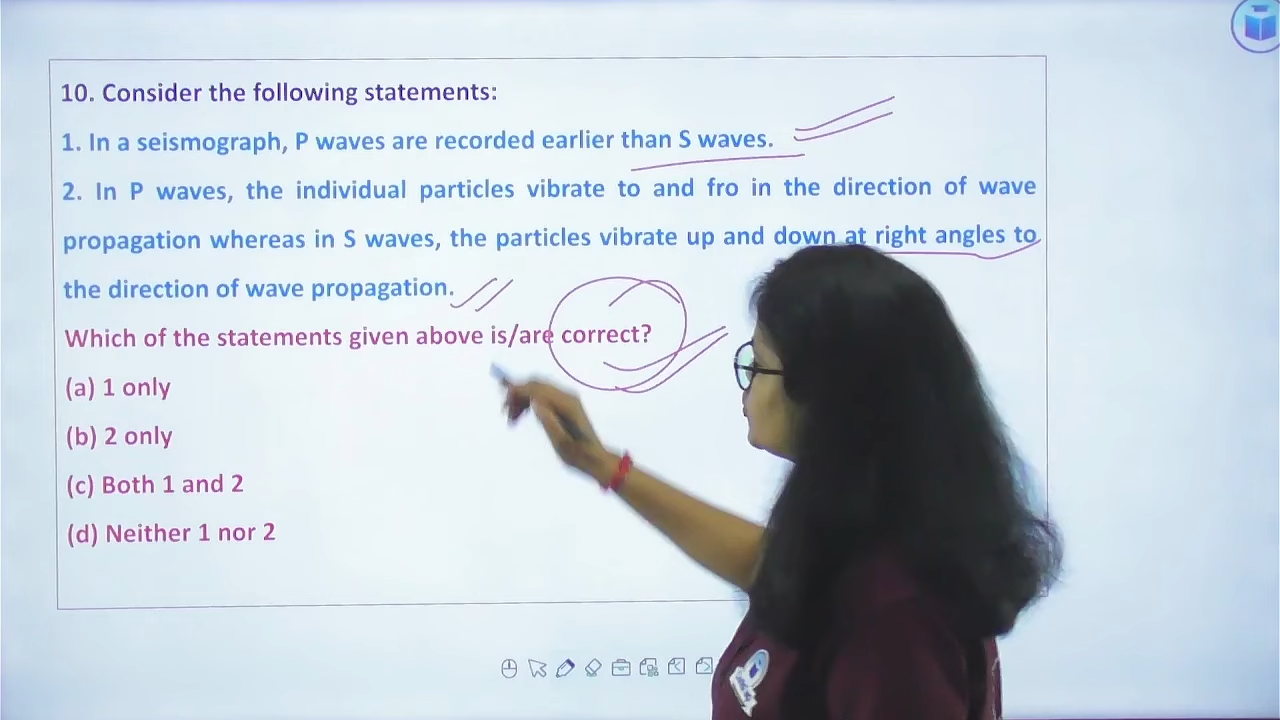 10. Consider the following statements:
1. In a seismograph, P waves are recorded earlier than S waves.
2. In P waves, the individual particles vibrate to and fro in the direction of wave
propagation whereas in S waves, the particles vibrate up and down at right angles to
the direction of wave propagation.
Which of the statements given above is/are correct?
(a) 1 only
(b) 2 only
(c) Both 1 and 2
(d) Neither 1 nor 2